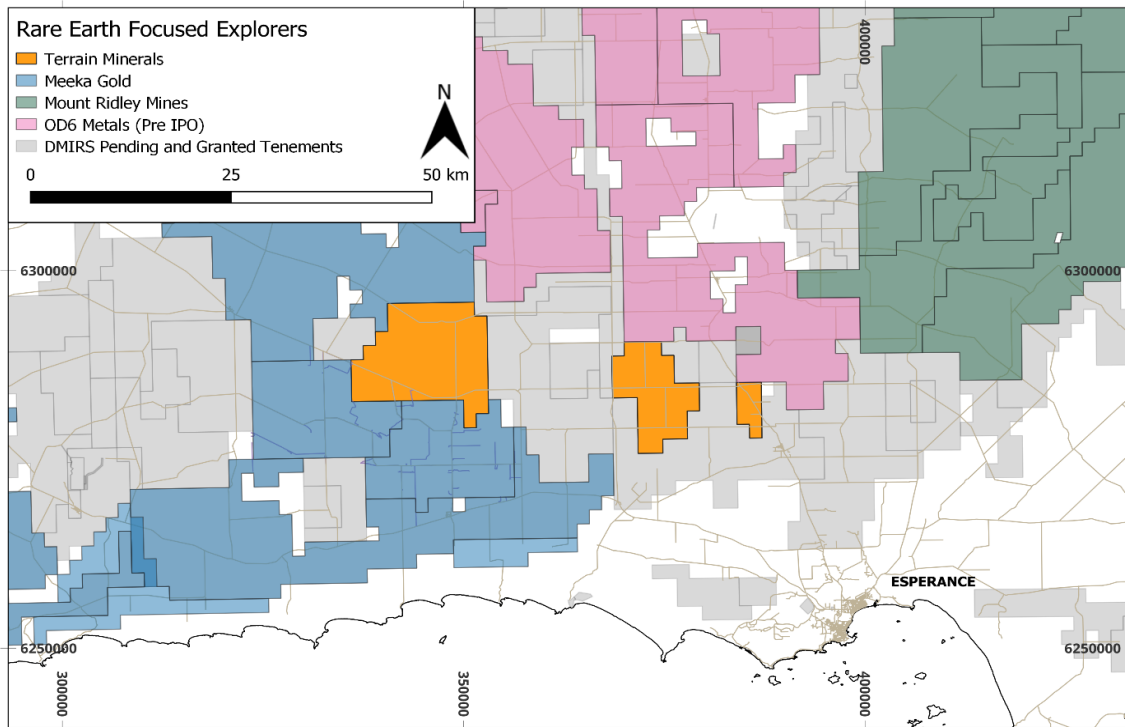 Rare Earth Focused Explorers
Terrain Minerals
Meeka Gold
Mount Ridley Mines
OD6 Metals (Pre IPO)
DMIRS Pending and Granted Tenements
N
0 25 50 km
400000
6300000 6300000
ESPERANCE
6250000 6250000
300000 350000 400000